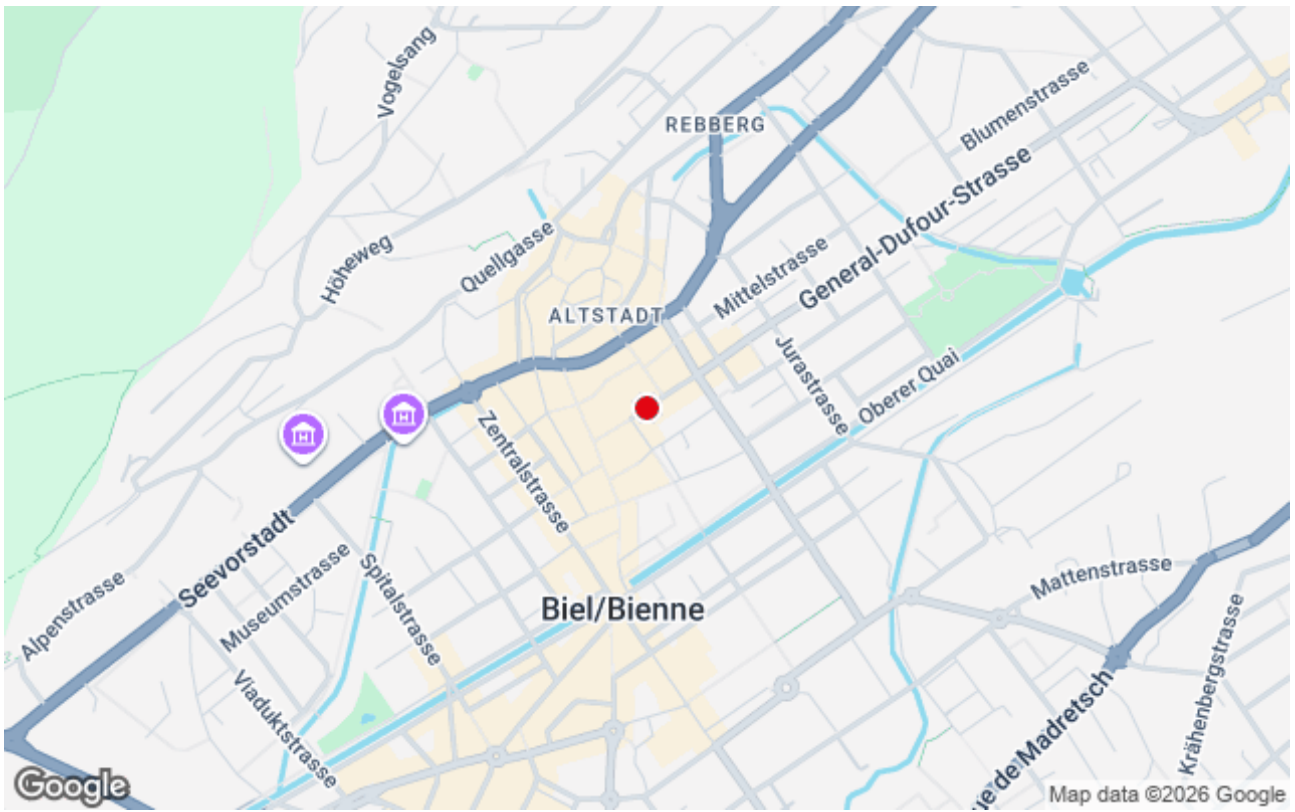 Vogelsang
REBBERG
Blumenstrasse
General-Dufour-Strasse
Höheweg
Quellgasse
Mittelstrasse
ALTSTADT
Jurastrasse
Oberer Quai
Zentralstrasse
Seevorstadt
Museumstrasse
Spitalstrasse
Alpenstrasse
Biel/Bienne
Mattenstrasse
Viaduktstrasse
Krähenbergstrasse
ue de Madretsch
Google
Map data ©2026 Google